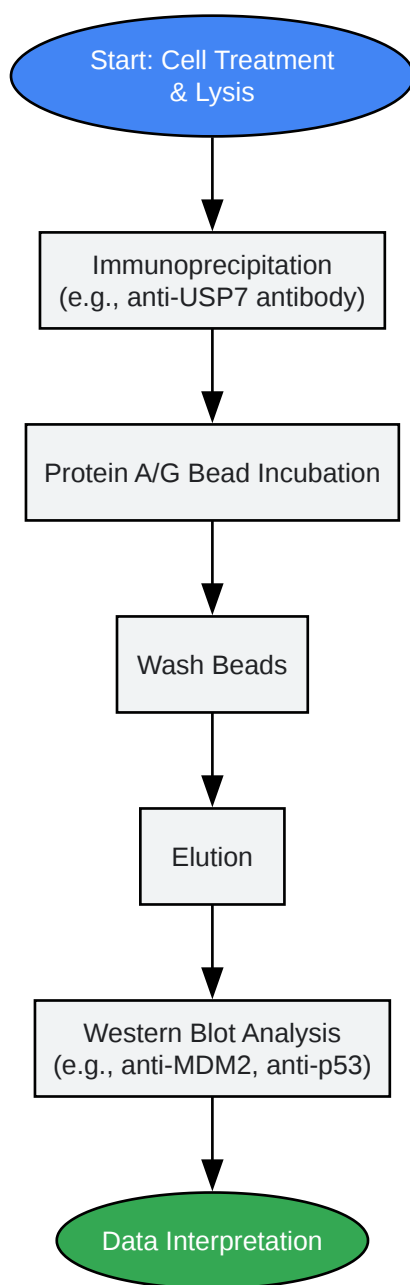 Start: Cell Treatment
& Lysis
Immunoprecipitation
(e.g., anti-USP7 antibody)
Protein A/G Bead Incubation
Wash Beads
Elution
Western Blot Analysis
(e.g., anti-MDM2, anti-p53)
Data Interpretation